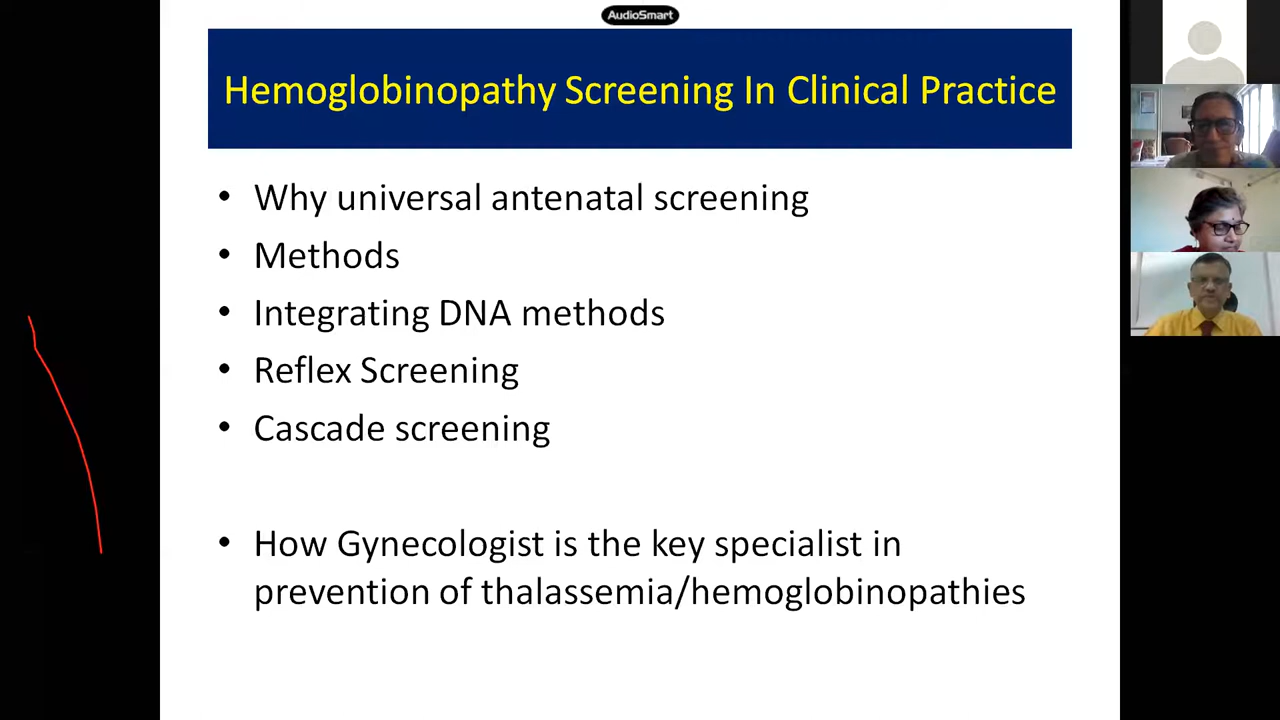 AudioSmart
Hemoglobinopathy Screening In Clinical Practice
• Why universal antenatal screening
• Methods
• Integrating DNA methods
• Reflex Screening
• Cascade screening
• How Gynecologist is the key specialist in
prevention of thalassemia/hemoglobinopathies